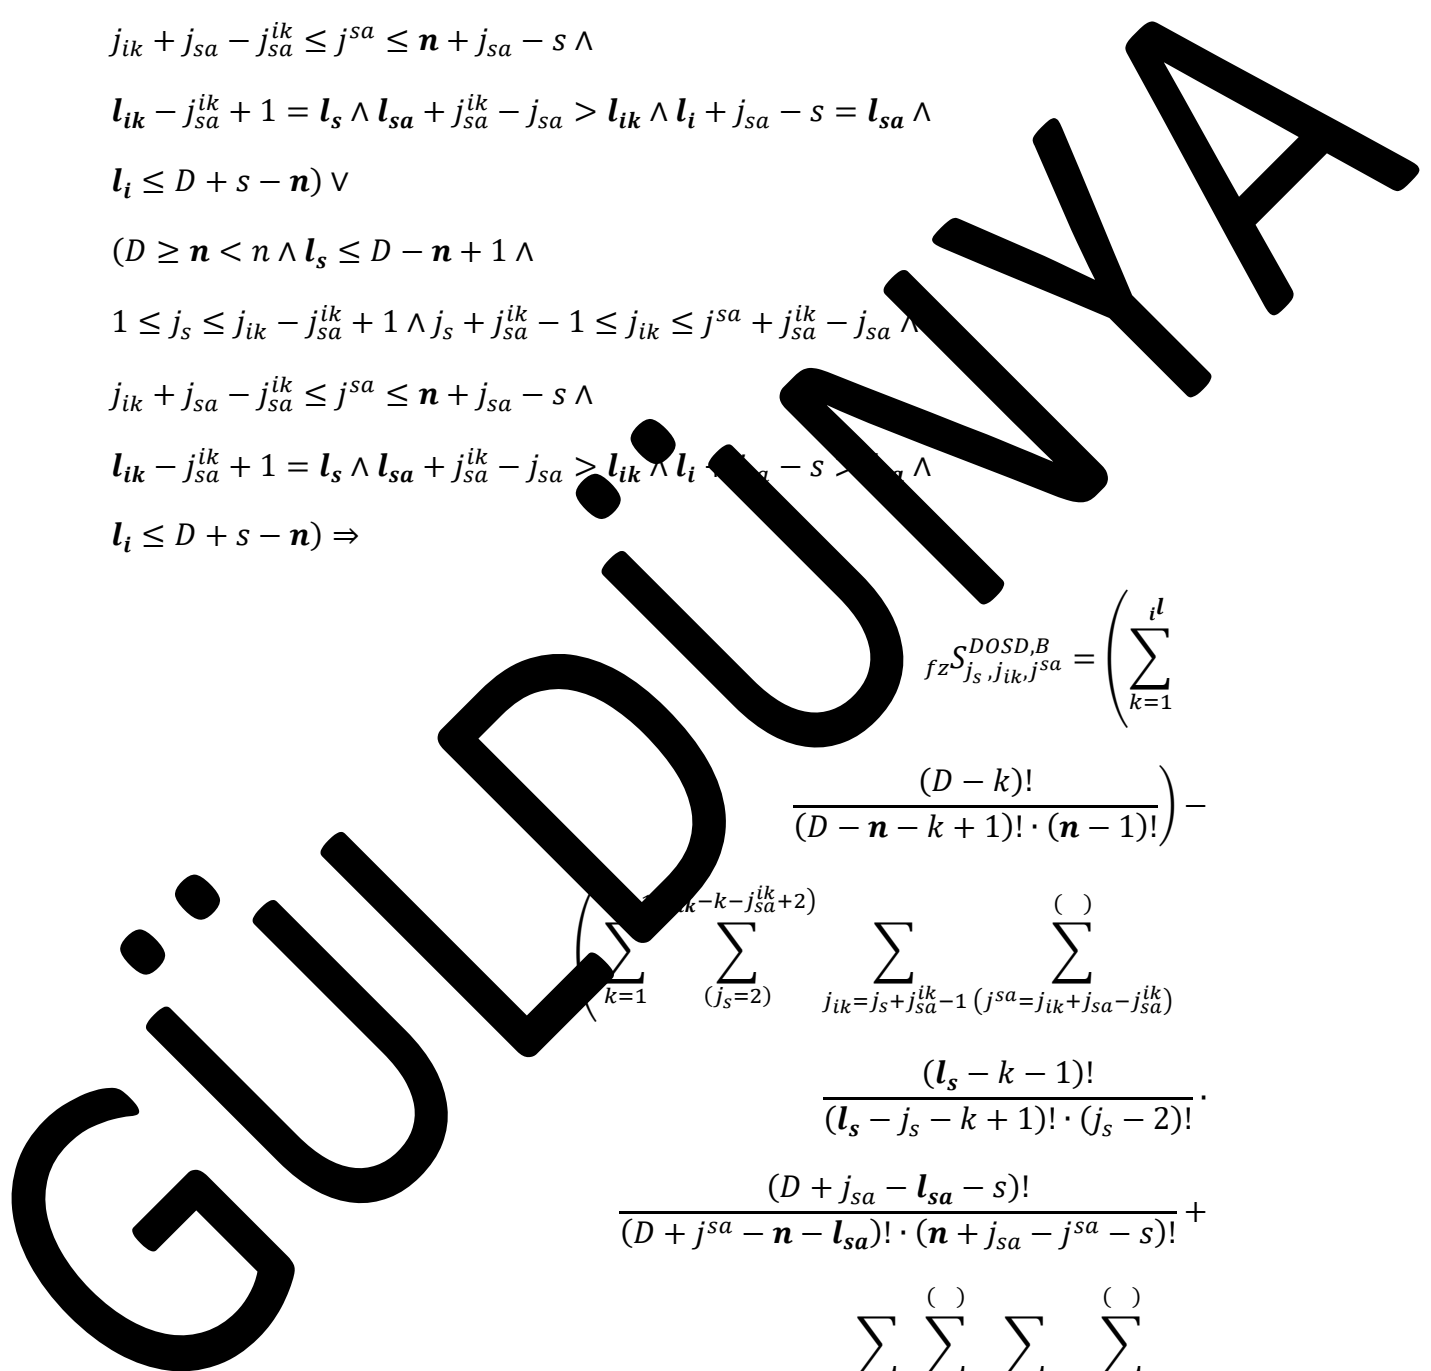 j_{ik} + j_{sa} − j_{sa}^{ik} ≤ j^{sa} ≤ n + j_{sa} − s ∧
l_{ik} − j_{sa}^{ik} + 1 = l_s ∧ l_{sa} + j_{sa}^{ik} − j_{sa} > l_{ik} ∧ l_i + j_{sa} − s = l_{sa} ∧
l_i ≤ D + s − n) ∨
(D ≥ n < n ∧ l_s ≤ D − n + 1 ∧
1 ≤ j_s ≤ j_{ik} − j_{sa}^{ik} + 1 ∧ j_s + j_{sa}^{ik} − 1 ≤ j_{ik} ≤ j^{sa} + j_{sa}^{ik} − j_{sa} ∧
j_{ik} + j_{sa} − j_{sa}^{ik} ≤ j^{sa} ≤ n + j_{sa} − s ∧
l_{ik} − j_{sa}^{ik} + 1 = l_s ∧ l_{sa} + j_{sa}^{ik} − j_{sa} > l_{ik} ∧ l_i − s > ∧
l_i ≤ D + s − n) ⇒
_{fz}S_{j_s,j_{ik},j^{sa}}^{DOSD,B} = ( ∑_{k=1}^{_il}
(D − k)! / (D − n − k + 1)! · (n − 1)! ) −
( ∑_{k=1} ∑_{(j_s=2)}^{−k−j_{sa}^{ik}+2)} ∑_{j_{ik}=j_s+j_{sa}^{ik}−1} ∑_{(j^{sa}=j_{ik}+j_{sa}−j_{sa}^{ik})}^{( )}
(l_s − k − 1)! / (l_s − j_s − k + 1)! · (j_s − 2)! ·
(D + j_{sa} − l_{sa} − s)! / (D + j^{sa} − n − l_{sa})! · (n + j_{sa} − j^{sa} − s)! +
∑ ∑^{( )} ∑ ∑^{( )}
GÜLDÜNYA